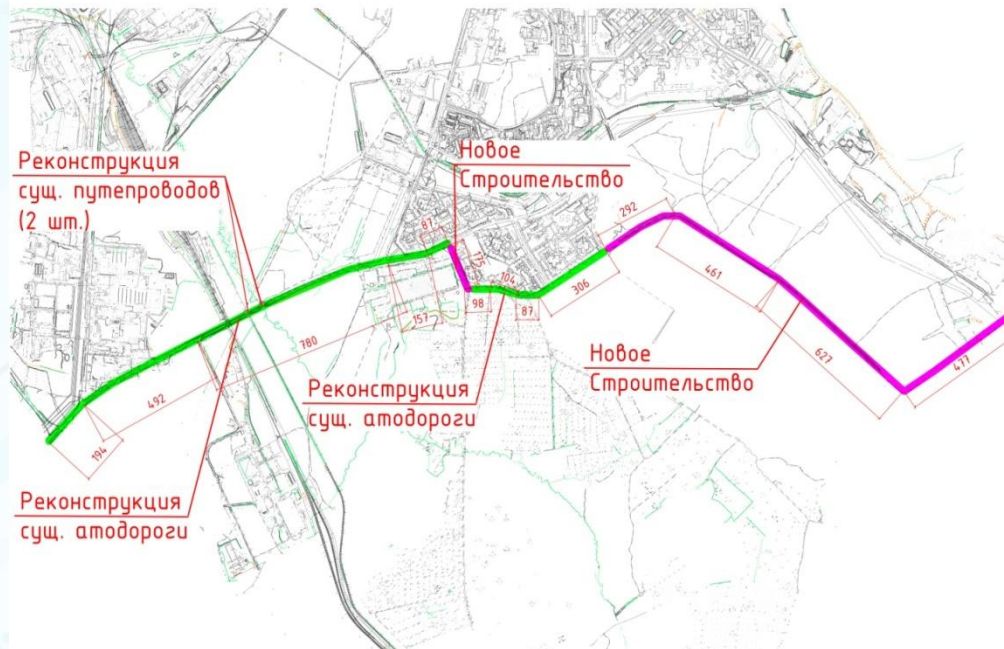 Реконструкция
сущ. путепроводов
(2 шт.)
Новое
Строительство
292
87
175
461
104
306
98
87
157
780
Новое
Строительство
627
477
Реконструкция
сущ. атодороги
492
194
Реконструкция
сущ. атодороги